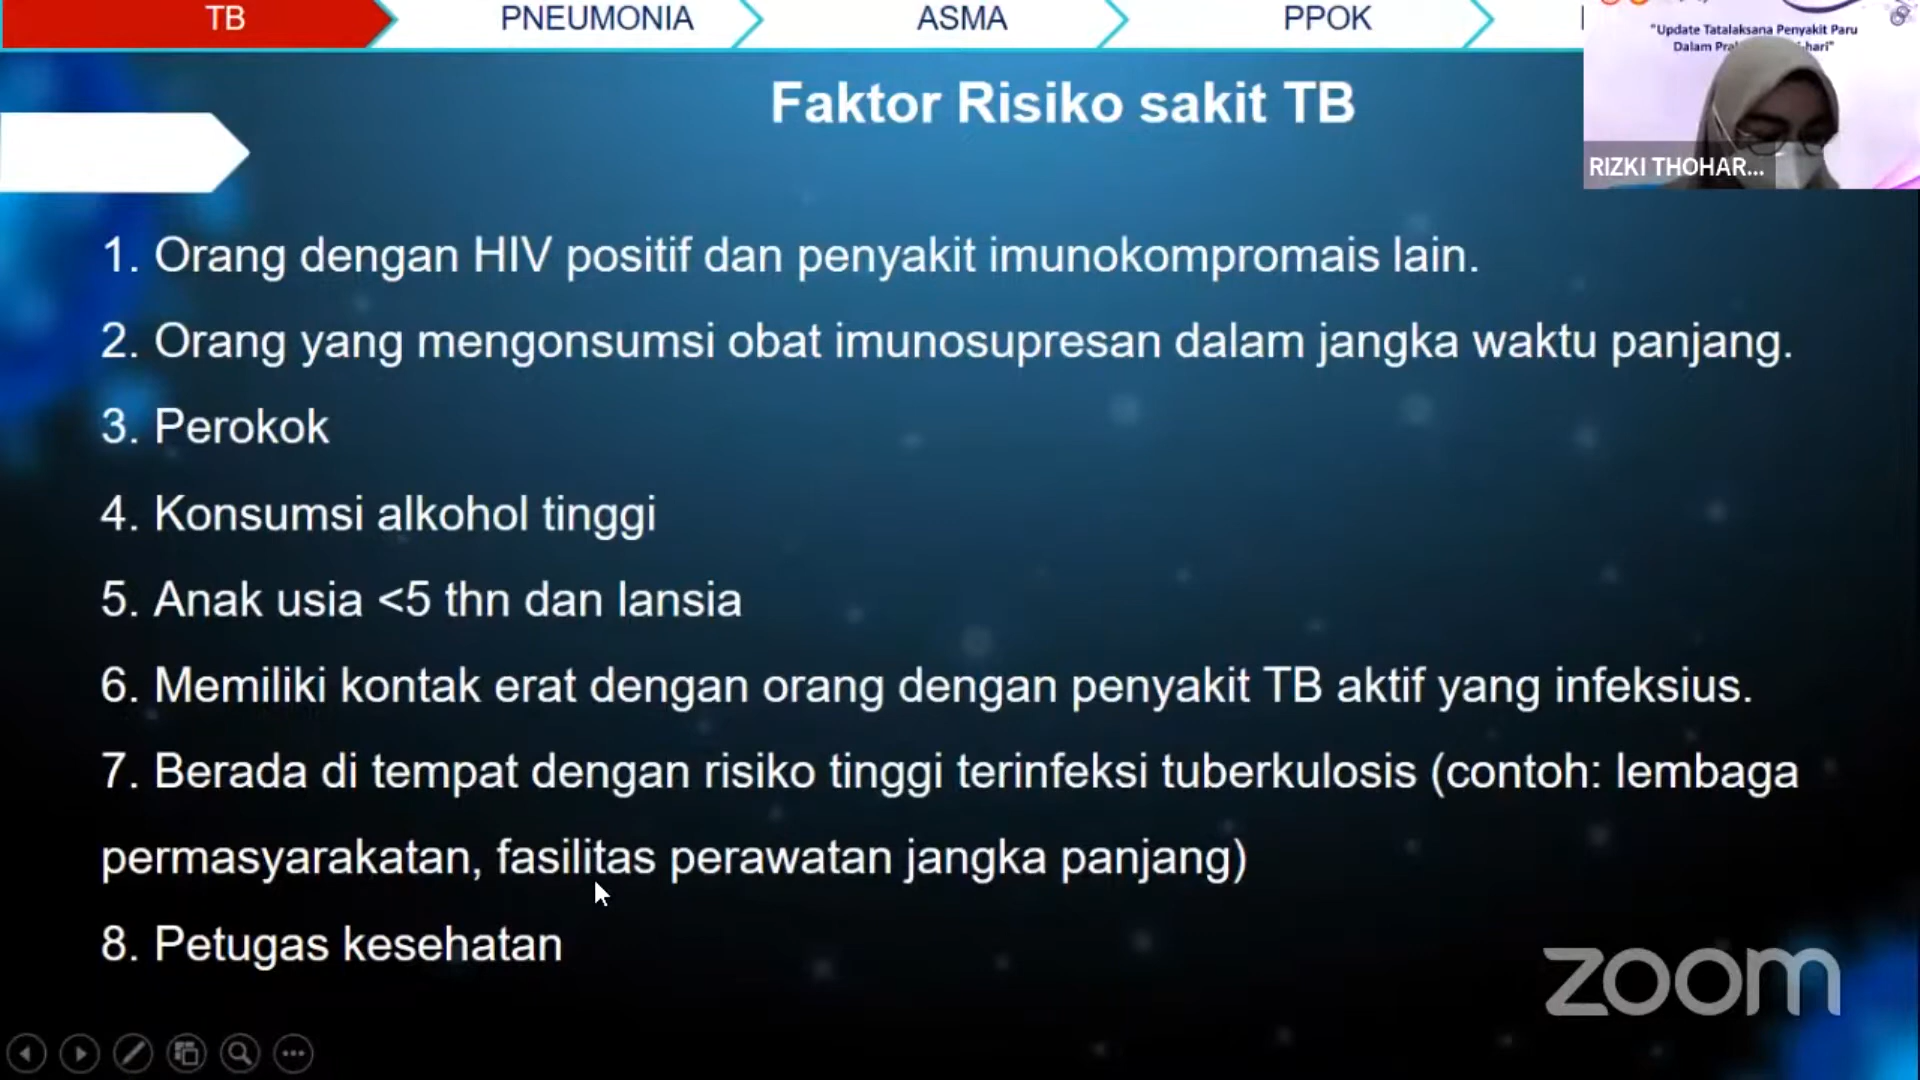 TB
PNEUMONIA
ASMA
PPOK
"Update Tatalaksana Penyakit Paru
Dalam hari"
RIZKI THOHAR...
Faktor Risiko sakit TB
1. Orang dengan HIV positif dan penyakit imunokompromais lain.
2. Orang yang mengonsumsi obat imunosupresan dalam jangka waktu panjang.
3. Perokok
4. Konsumsi alkohol tinggi
5. Anak usia <5 thn dan lansia
6. Memiliki kontak erat dengan orang dengan penyakit TB aktif yang infeksius.
7. Berada di tempat dengan risiko tinggi terinfeksi tuberkulosis (contoh: lembaga
permasyarakatan, fasilitas perawatan jangka panjang)
8. Petugas kesehatan
zoom